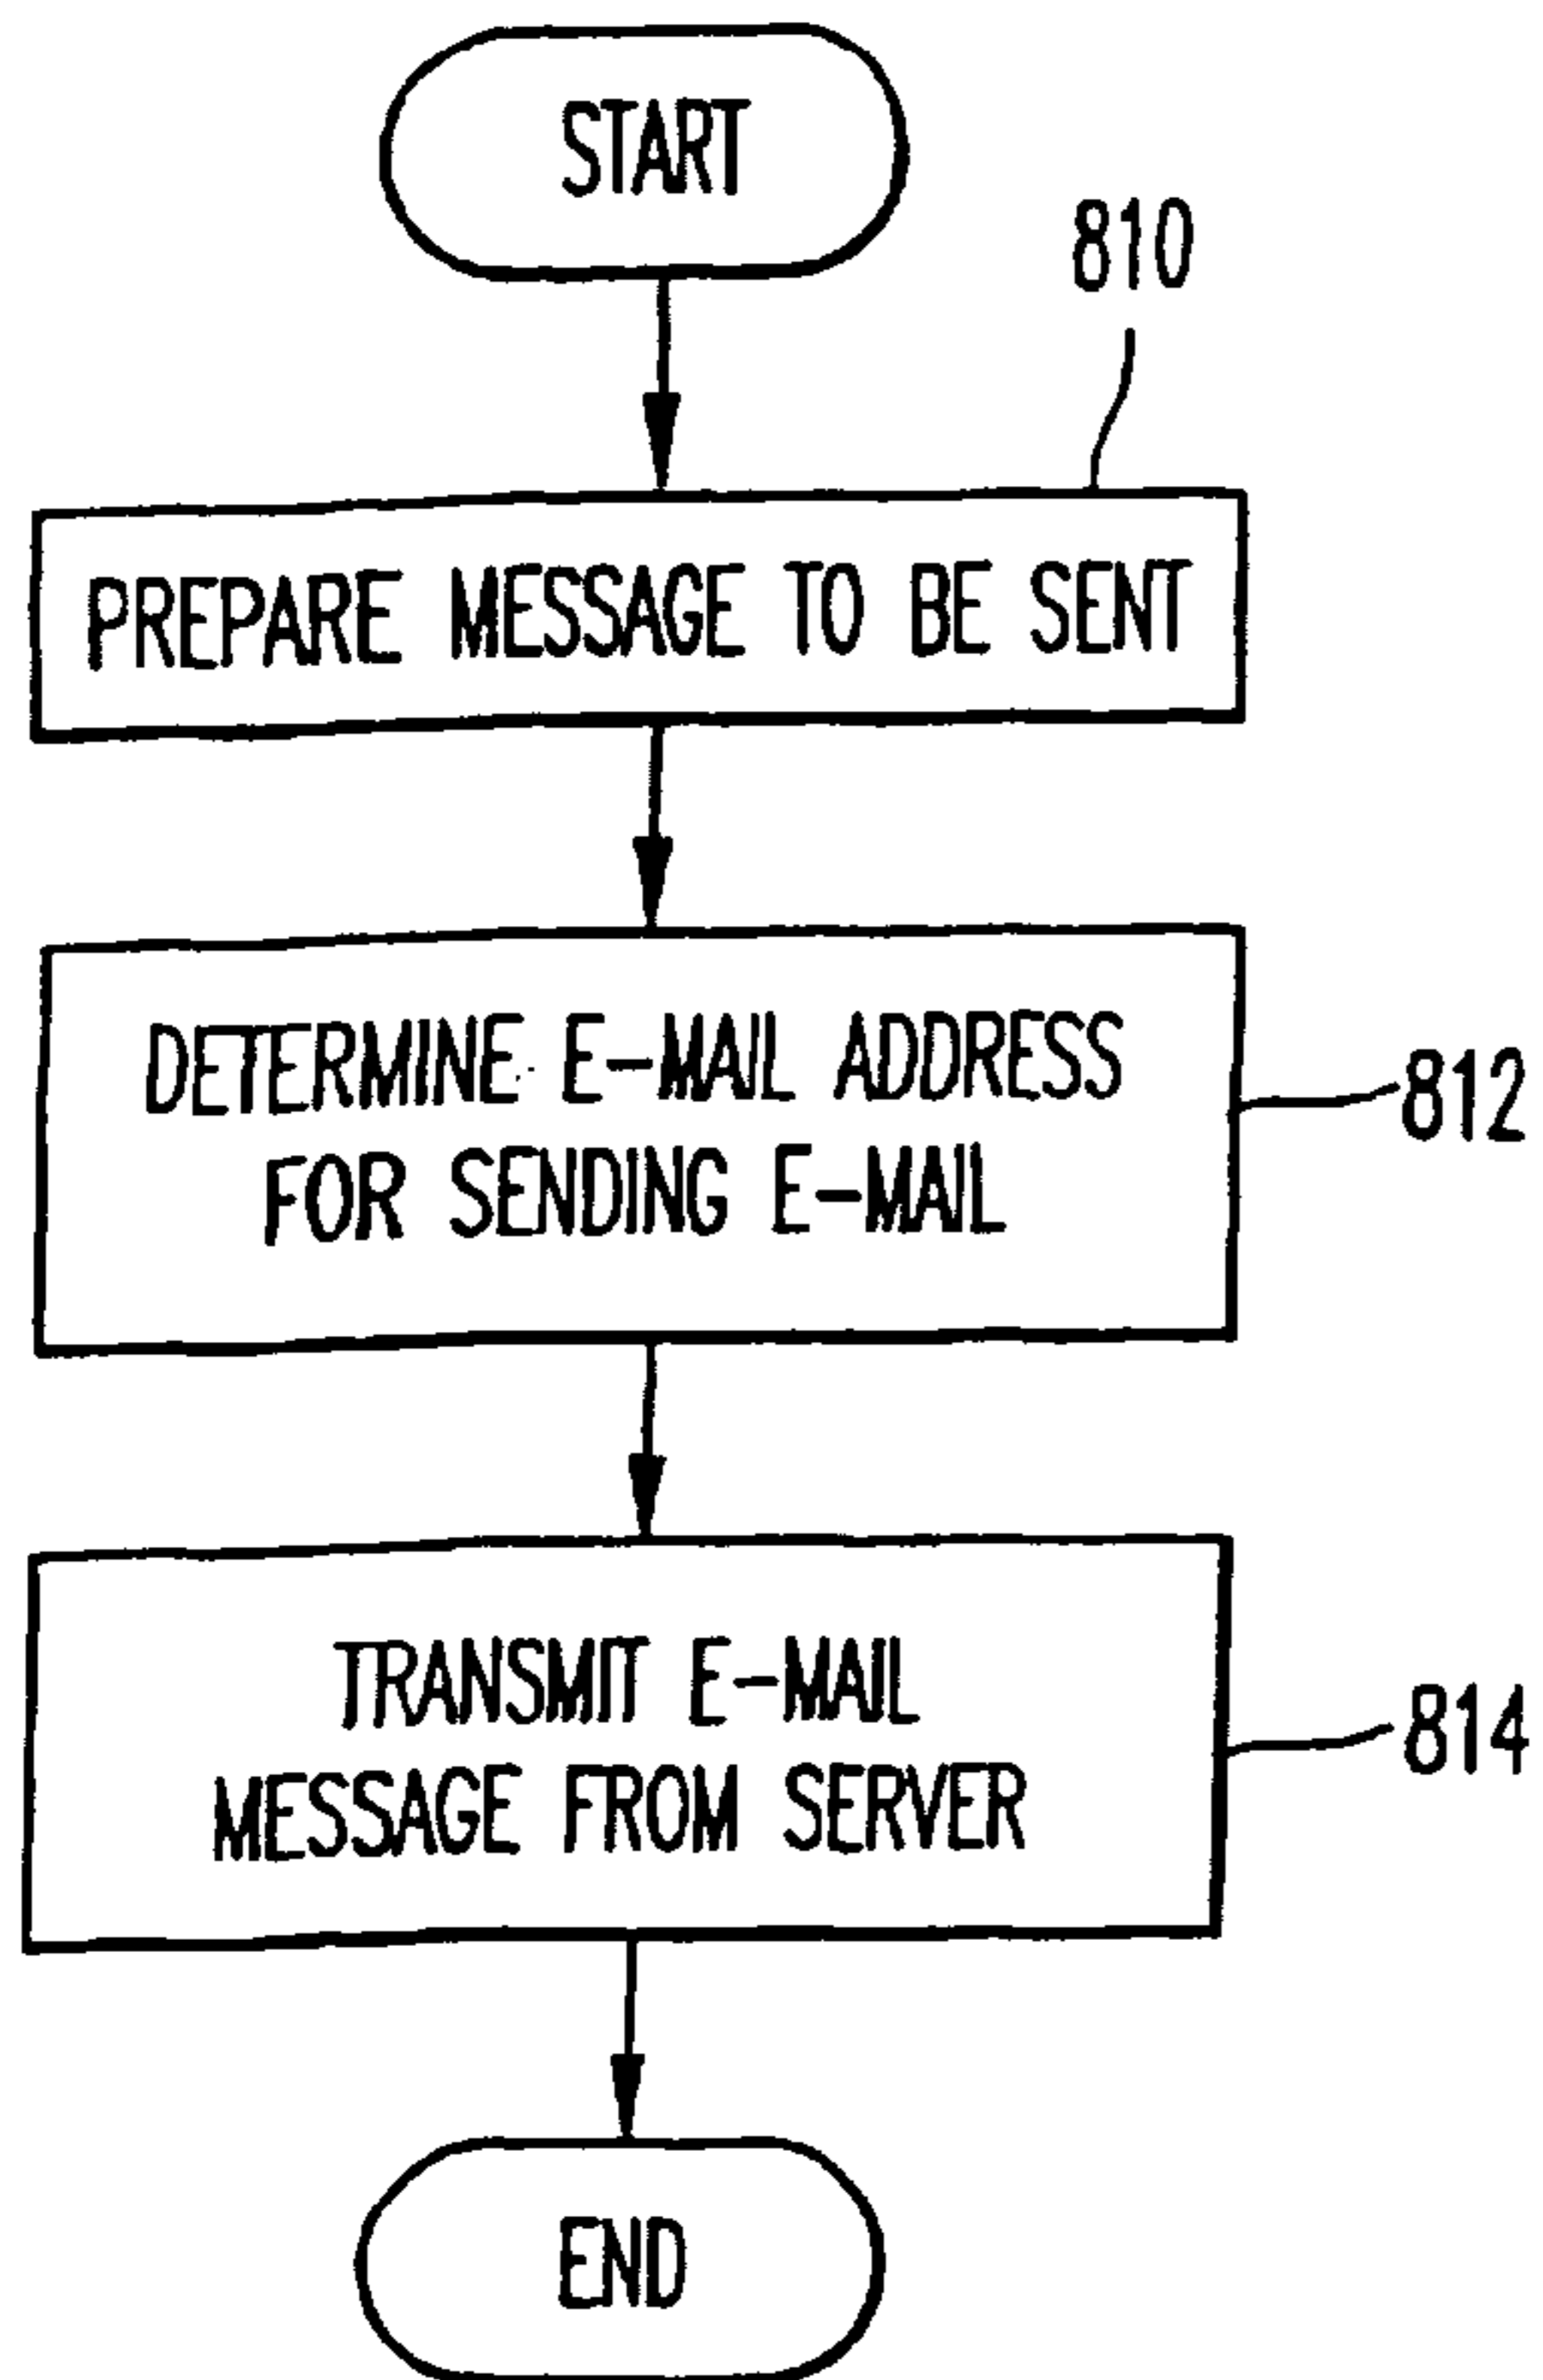 START
810
PREPARE MESSAGE TO BE SENT
DETERMINE E-MAIL ADDRESS
FOR SENDING E-MAIL
812
TRANSMIT E-MAIL
MESSAGE FROM SERVER
814
END